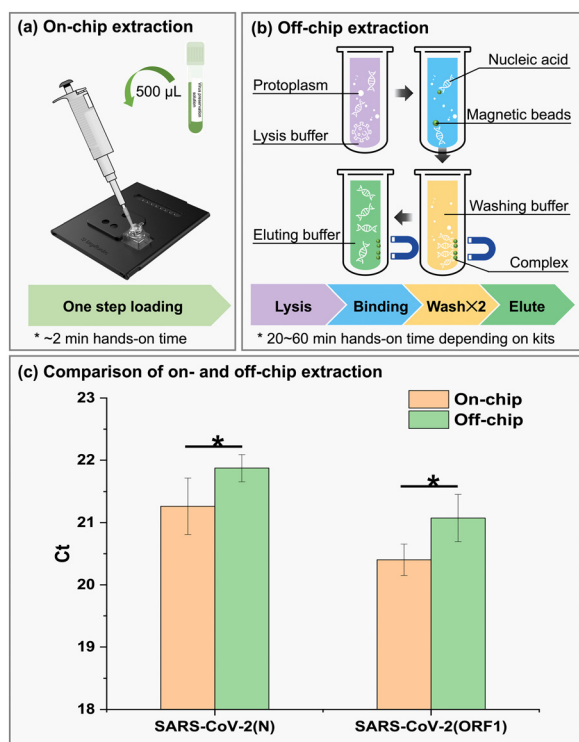 (a) On-chip extraction
500 µL
Virus preservation
solution
One step loading
* ~2 min hands-on time
(b) Off-chip extraction
Protoplasm
Lysis buffer
Nucleic acid
Magnetic beads
Eluting buffer
Washing buffer
Complex
Lysis
Binding
Wash×2
Elute
* 20~60 min hands-on time depending on kits
(c) Comparison of on- and off-chip extraction
On-chip
Off-chip
*
*
Ct
23
22
21
20
19
18
SARS-CoV-2(N)
SARS-CoV-2(ORF1)